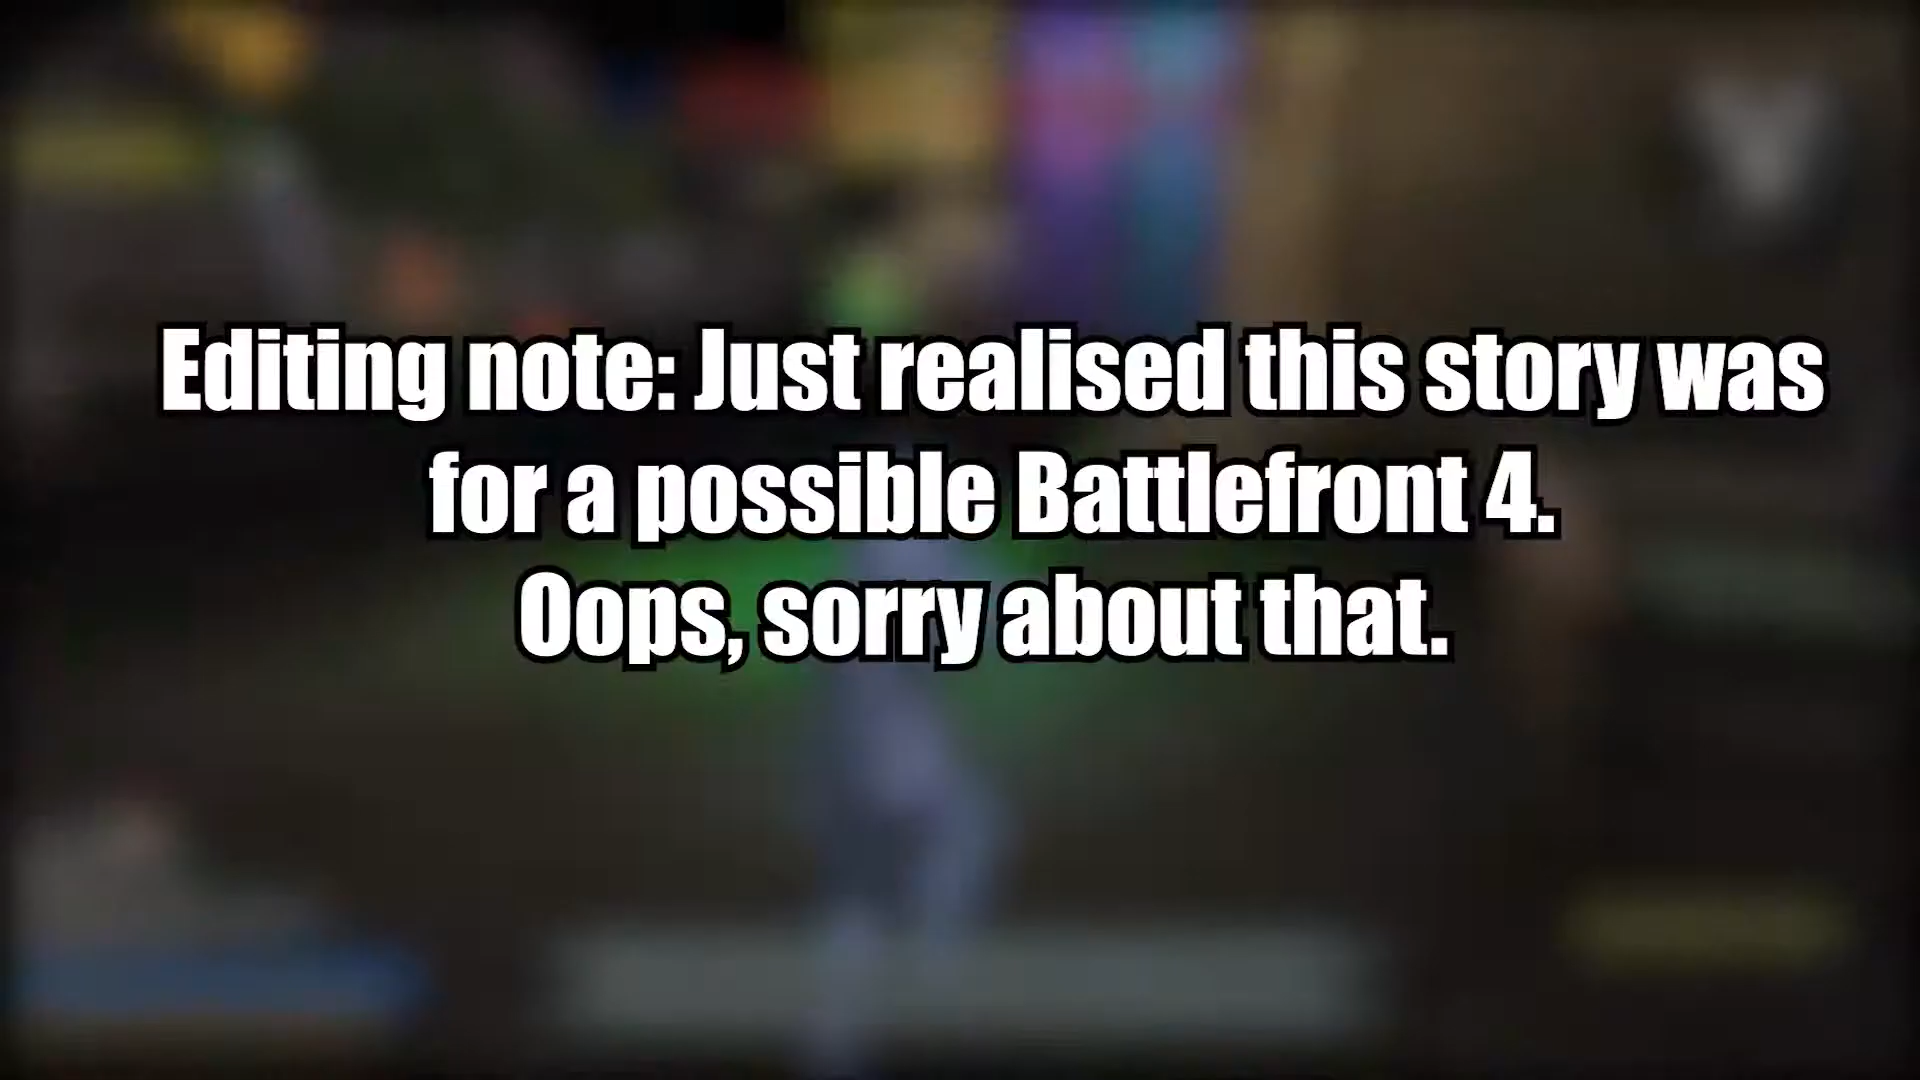 Editing note: Just realised this story was
for a possible Battlefront 4.
Oops, sorry about that.